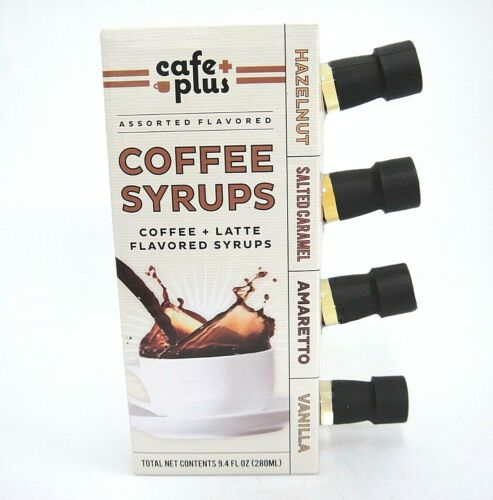 cafe+
plus
ASSORTED FLAVORED
COFFEE
SYRUPS
COFFEE + LATTE
FLAVORED SYRUPS
TOTAL NET CONTENTS 9.4 FL OZ (280ML)
HAZELNUT
SALTED CARAMEL
AMARETTO
VANILLA